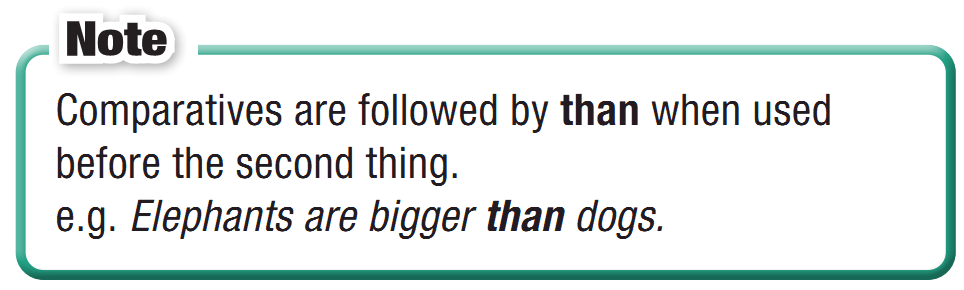 Note
Comparatives are followed by than when used
before the second thing.
e.g. Elephants are bigger than dogs.